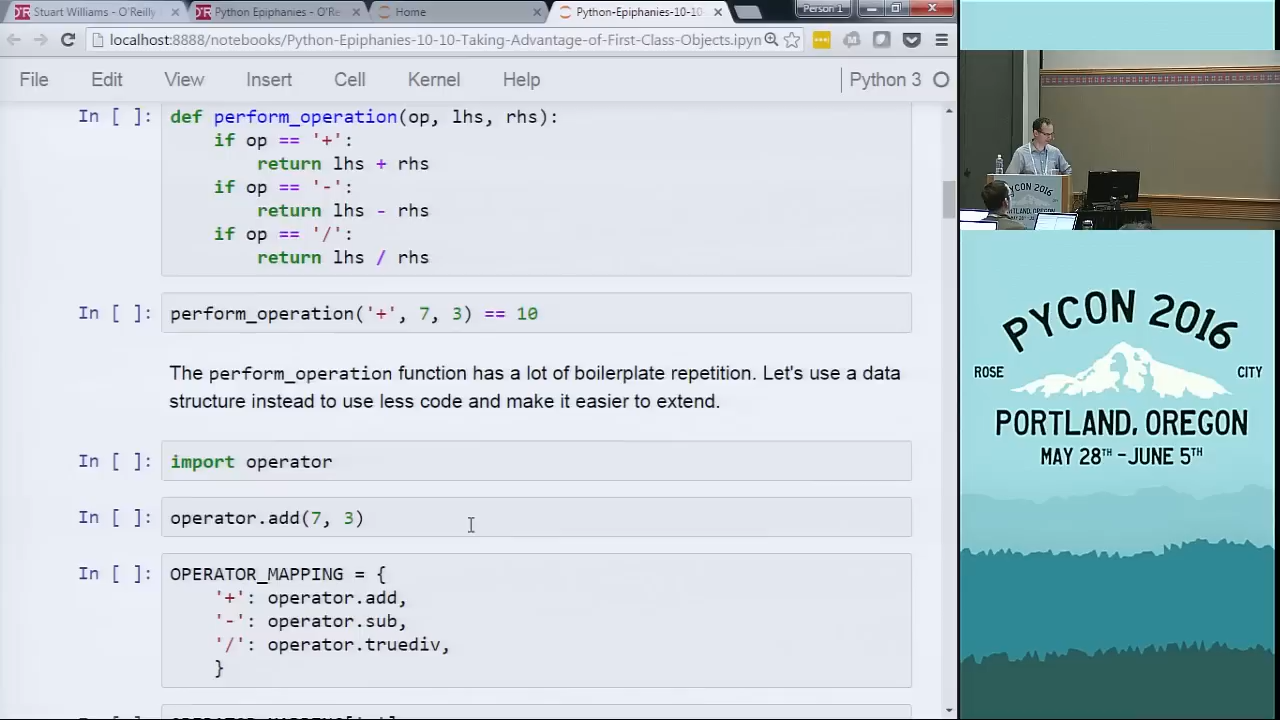 Stuart Williams - O'Reilly
Python Epiphanies - O'Re
Home
Python-Epiphanies-10-10-
Person 1
localhost:8888/notebooks/Python-Epiphanies-10-10-Taking-Advantage-of-First-Class-Objects.ipyn
File Edit View Insert Cell Kernel Help Python 3
In [ ]: def perform_operation(op, lhs, rhs):
if op == '+':
return lhs + rhs
if op == '-':
return lhs - rhs
if op == '/':
return lhs / rhs
In [ ]: perform_operation('+', 7, 3) == 10
The perform_operation function has a lot of boilerplate repetition. Let's use a data
structure instead to use less code and make it easier to extend.
In [ ]: import operator
In [ ]: operator.add(7, 3)
In [ ]: OPERATOR_MAPPING = {
'+': operator.add,
'-': operator.sub,
'/': operator.truediv,
}
PYCON 2016
PORTLAND, OREGON
PYCON 2016
ROSE CITY
PORTLAND, OREGON
MAY 28TH - JUNE 5TH